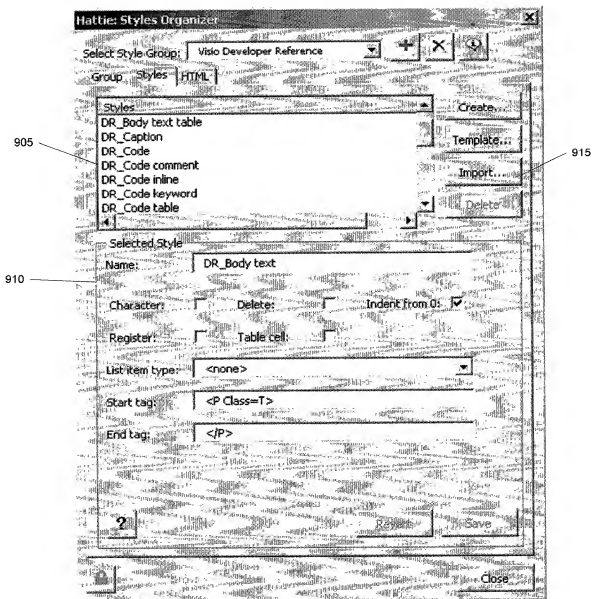 Hattie: Styles Organizer
Select Style Group: Visio Developer Reference
Group Styles HTML
Styles
DR_Body text table
DR_Caption
DR_Code
DR_Code comment
DR_Code inline
DR_Code keyword
DR_Code table
Create...
Template...
Import...
Delete
905
915
Selected Style
Name: DR_Body text
910
Character: Delete: Indent from 0:
Register: Table cell:
List item type: <none>
Start tag: <P Class=T>
End tag: </P>
? Revert Save
Close